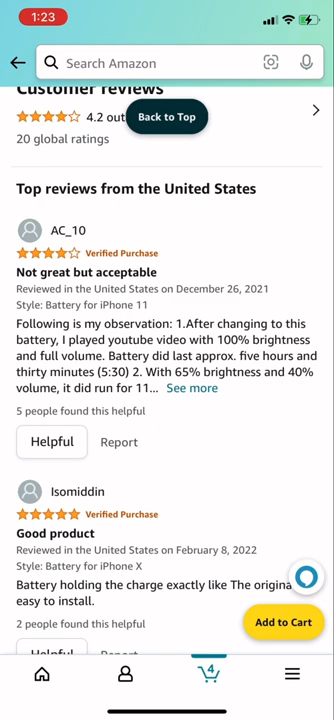 1:23
Search Amazon
Customer reviews
4.2 out
Back to Top
20 global ratings
Top reviews from the United States
AC_10
Verified Purchase
Not great but acceptable
Reviewed in the United States on December 26, 2021
Style: Battery for iPhone 11
Following is my observation: 1.After changing to this
battery, I played youtube video with 100% brightness
and full volume. Battery did last approx. five hours and
thirty minutes (5:30) 2. With 65% brightness and 40%
volume, it did run for 11... See more
5 people found this helpful
Helpful
Report
Isomiddin
Verified Purchase
Good product
Reviewed in the United States on February 8, 2022
Style: Battery for iPhone X
Battery holding the charge exactly like The origina
easy to install.
2 people found this helpful
Add to Cart
Helpful
Report
4